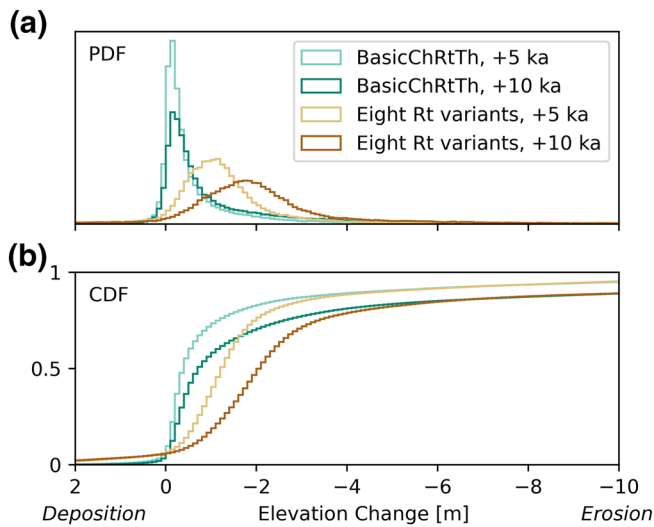 (a)
PDF
BasicChRtTh, +5 ka
BasicChRtTh, +10 ka
Eight Rt variants, +5 ka
Eight Rt variants, +10 ka
(b)
CDF
1
0.5
0
2 0 −2 −4 −6 −8 −10
Deposition Elevation Change [m] Erosion